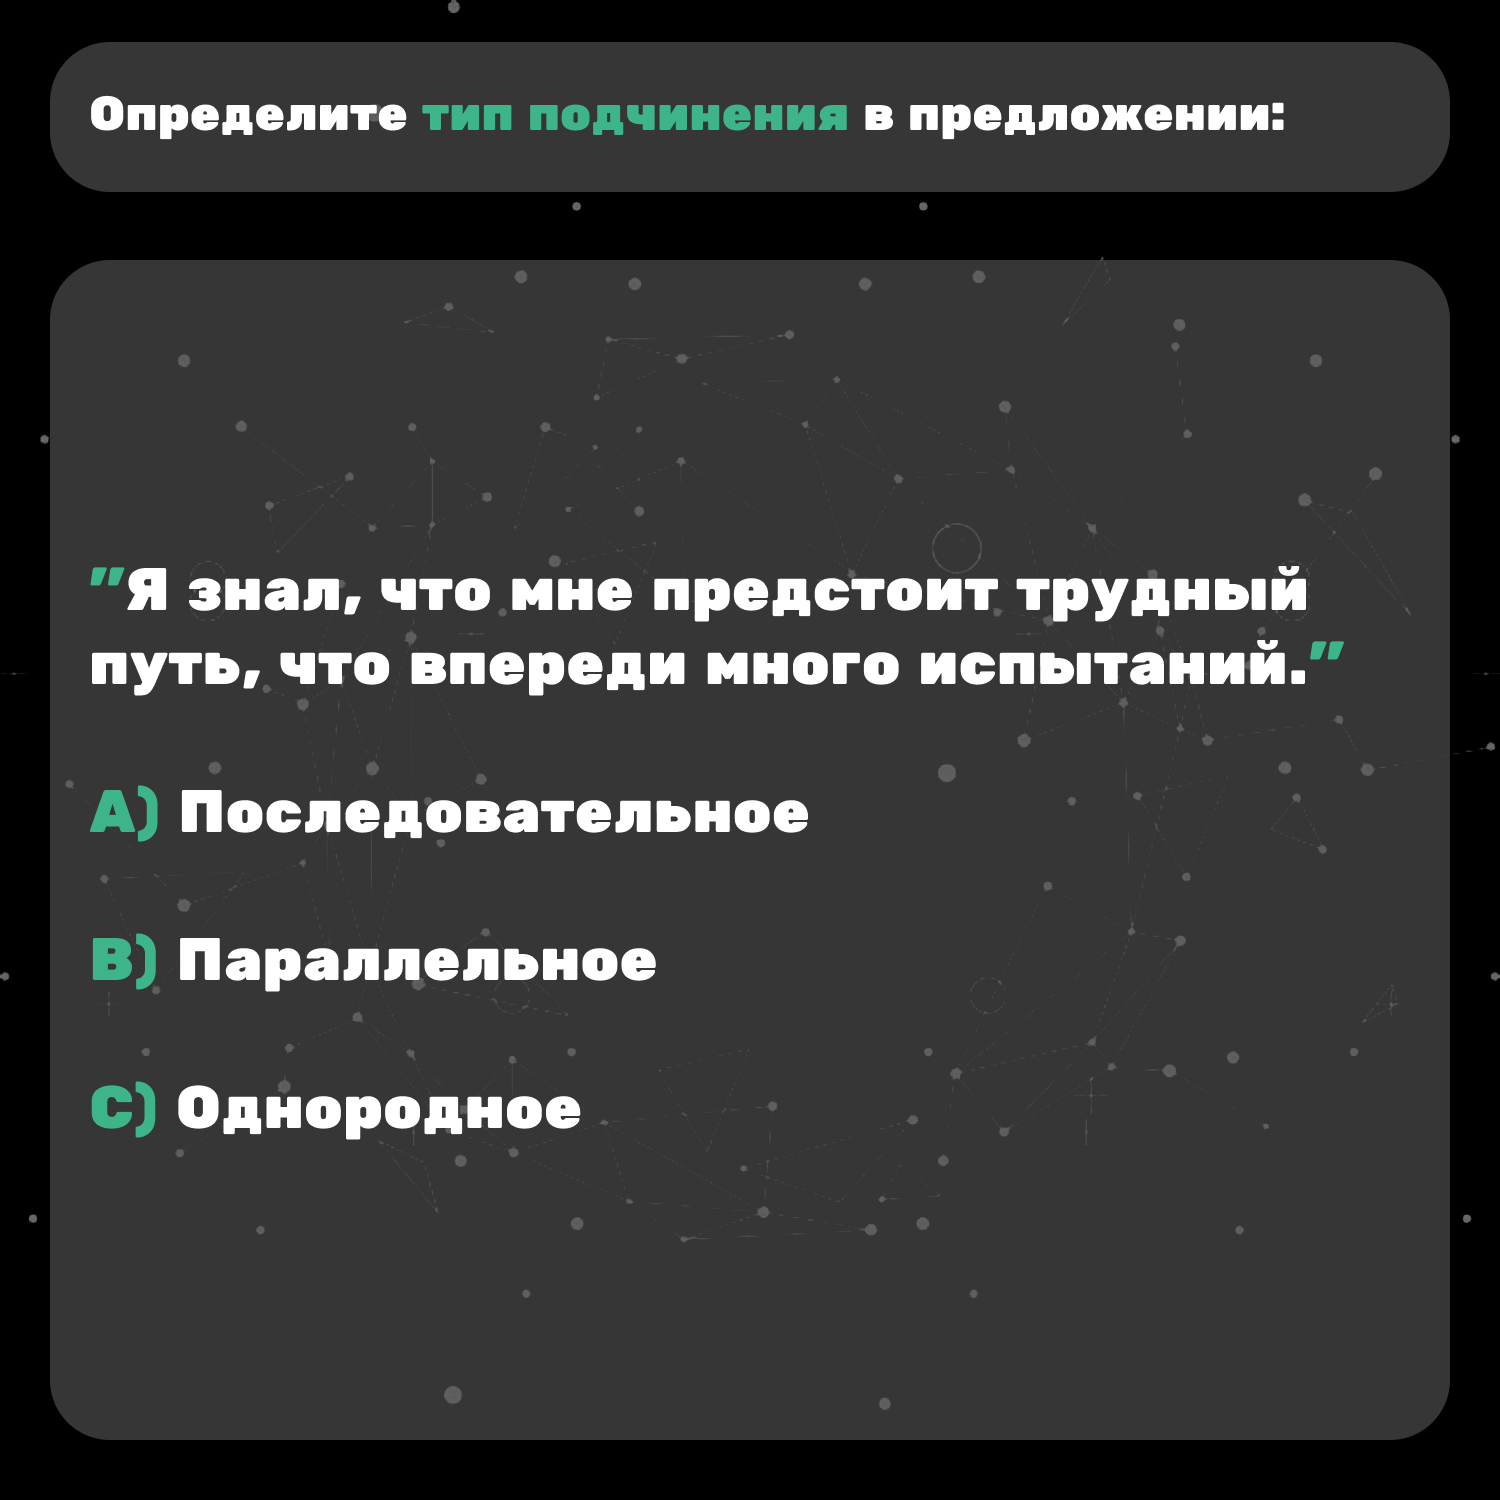 Определите тип подчинения в предложении:
"Я знал, что мне предстоит трудный
путь, что впереди много испытаний."
A) Последовательное
B) Параллельное
C) Однородное